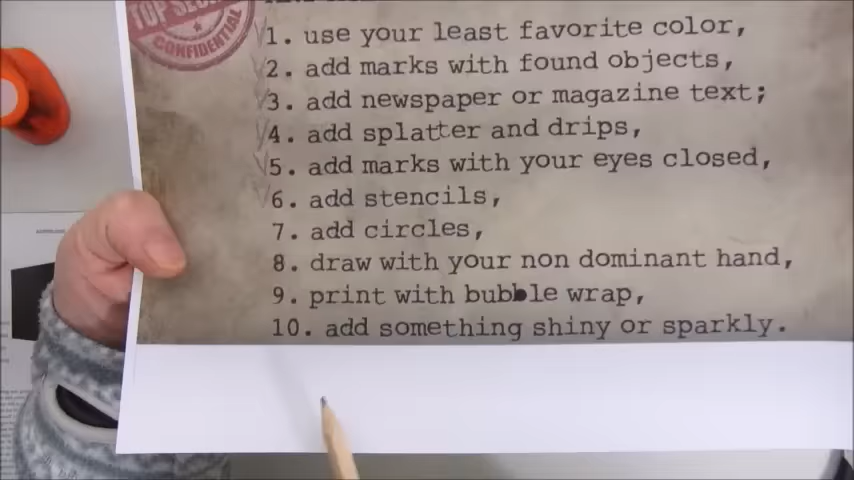 TOP SEC
CONFIDENTIAL
1. use your least favorite color,
2. add marks with found objects,
3. add newspaper or magazine text;
4. add splatter and drips,
5. add marks with your eyes closed,
6. add stencils,
7. add circles,
8. draw with your non dominant hand,
9. print with bubble wrap,
10. add something shiny or sparkly.